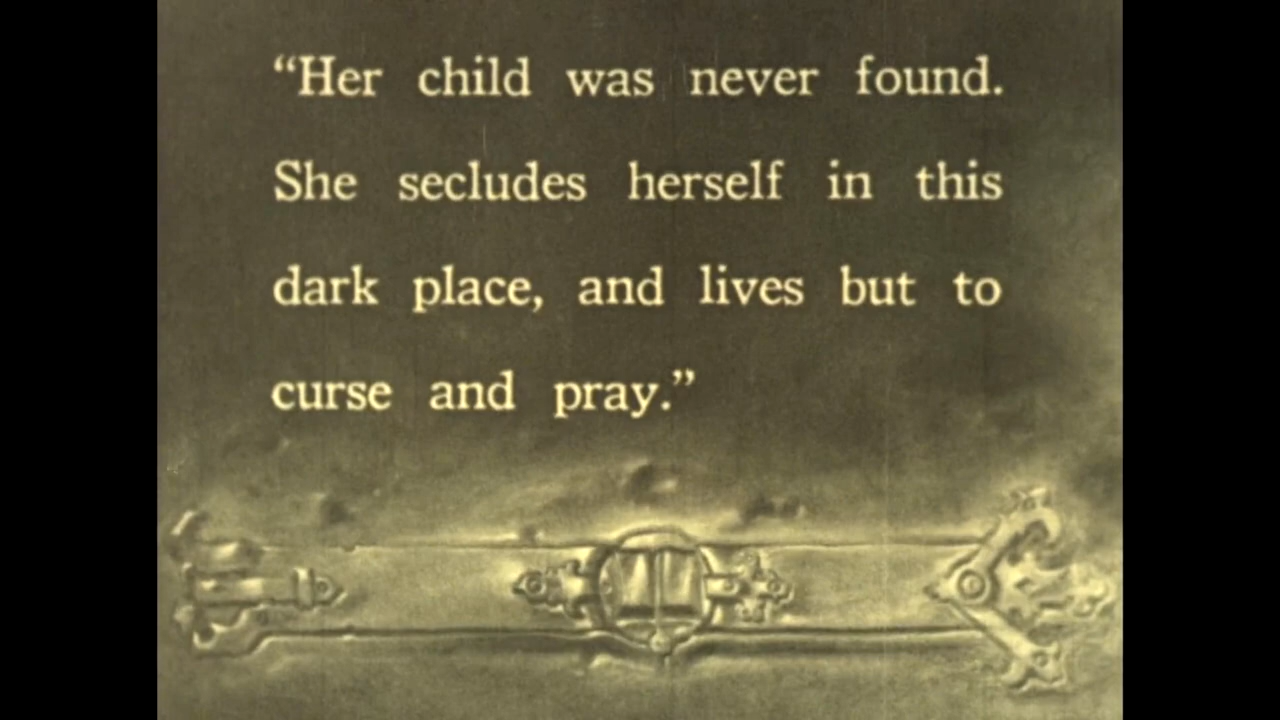 “Her child was never found.
She secludes herself in this
dark place, and lives but to
curse and pray.”